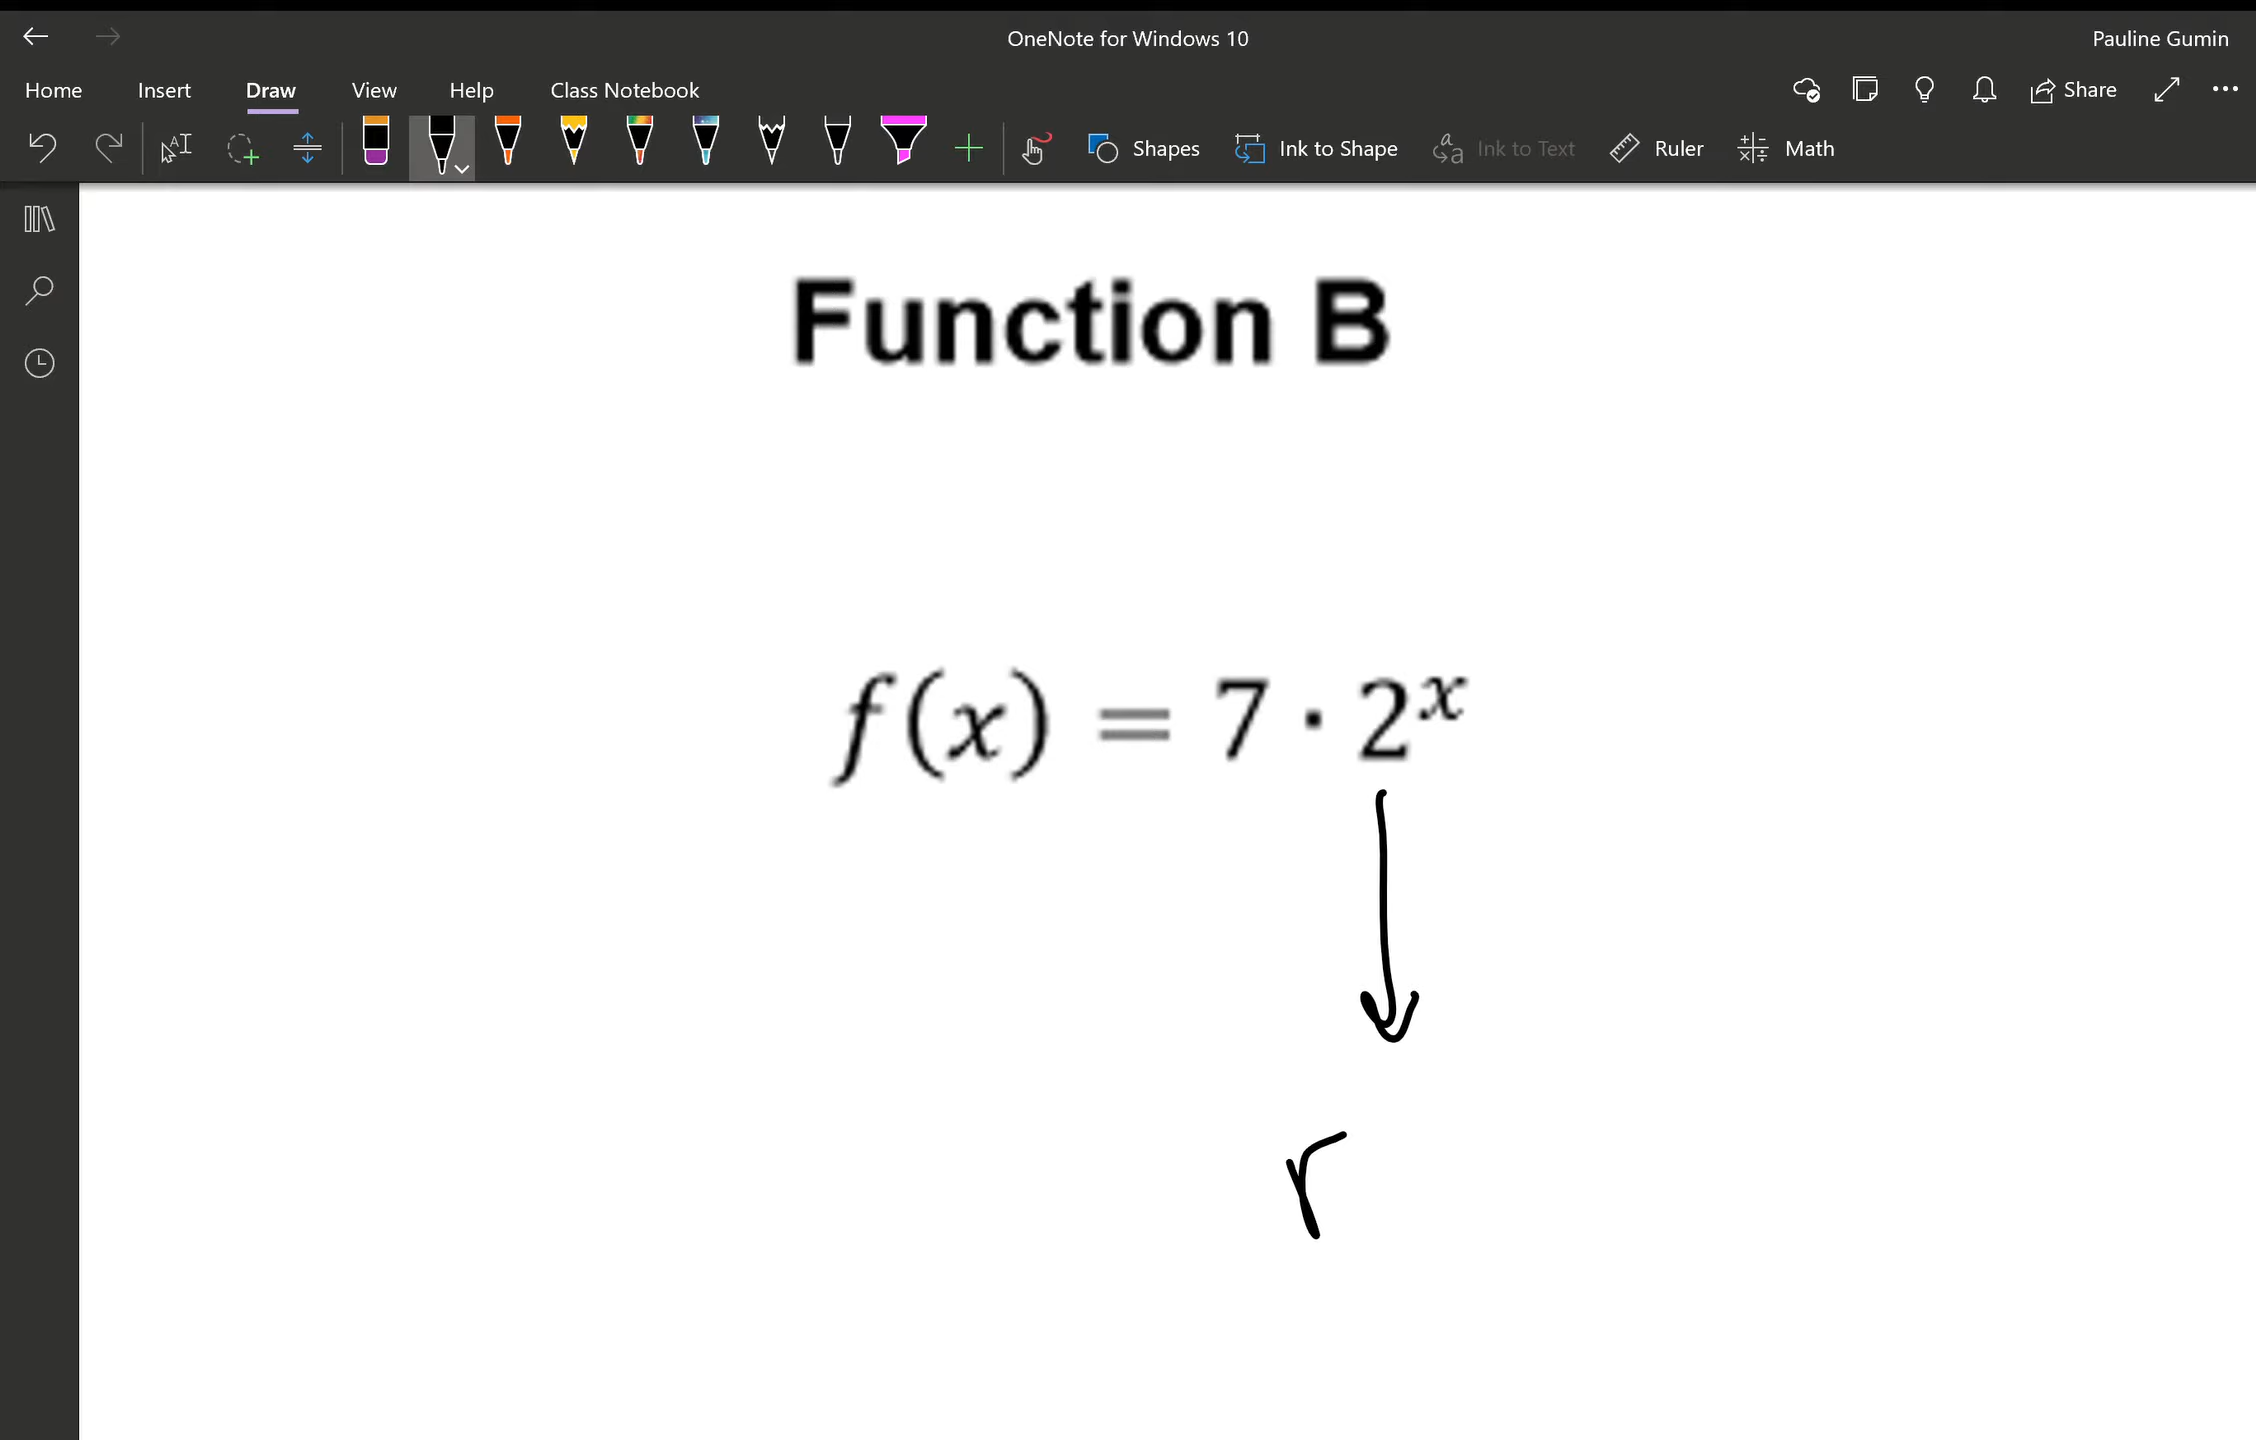 OneNote for Windows 10
Pauline Gumin
Home Insert Draw View Help Class Notebook
Share
Shapes Ink to Shape Ink to Text Ruler Math
Function B
f(x) = 7 · 2ˣ
r